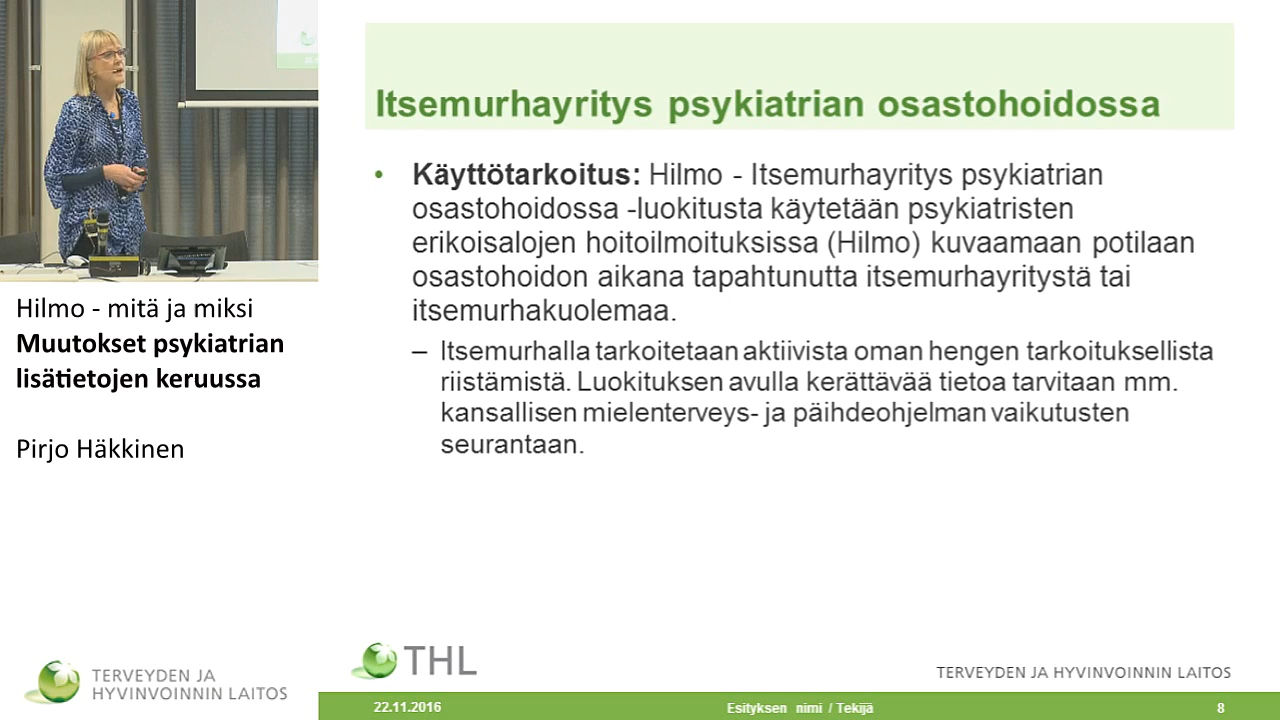 Hilmo - mitä ja miksi
Muutokset psykiatrian
lisätietojen keruussa
Pirjo Häkkinen
TERVEYDEN JA
HYVINVOINNIN LAITOS
Itsemurhayritys psykiatrian osastohoidossa
• Käyttötarkoitus: Hilmo - Itsemurhayritys psykiatrian
osastohoidossa -luokitusta käytetään psykiatristen
erikoisalojen hoitoilmoituksissa (Hilmo) kuvaamaan potilaan
osastohoidon aikana tapahtunutta itsemurhayritystä tai
itsemurhakuolemaa.
– Itsemurhalla tarkoitetaan aktiivista oman hengen tarkoituksellista
riistämistä. Luokituksen avulla kerättävää tietoa tarvitaan mm.
kansallisen mielenterveys- ja päihdeohjelman vaikutusten
seurantaan.
THL
TERVEYDEN JA HYVINVOINNIN LAITOS
22.11.2016 Esityksen nimi / Tekijä 8